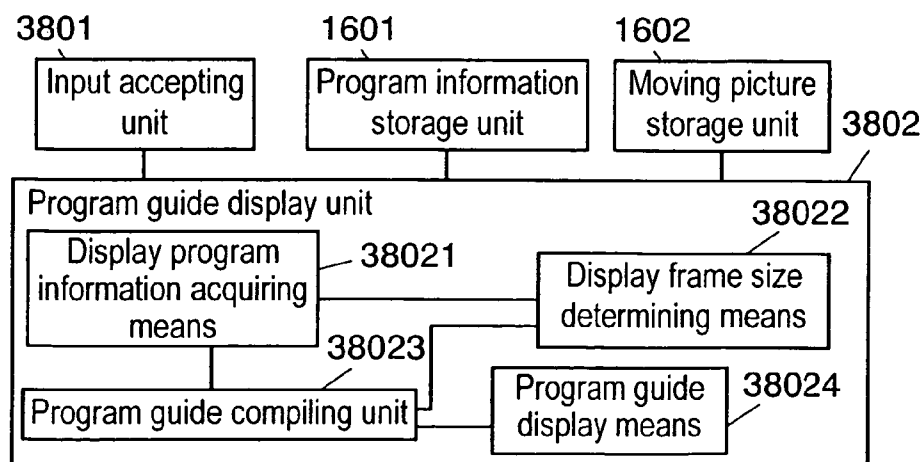 3801
1601
1602
Input accepting
unit
Program information
storage unit
Moving picture
storage unit
3802
Program guide display unit
38022
Display program
information acquiring
means
38021
Display frame size
determining means
38023
Program guide compiling unit
Program guide
display means
38024